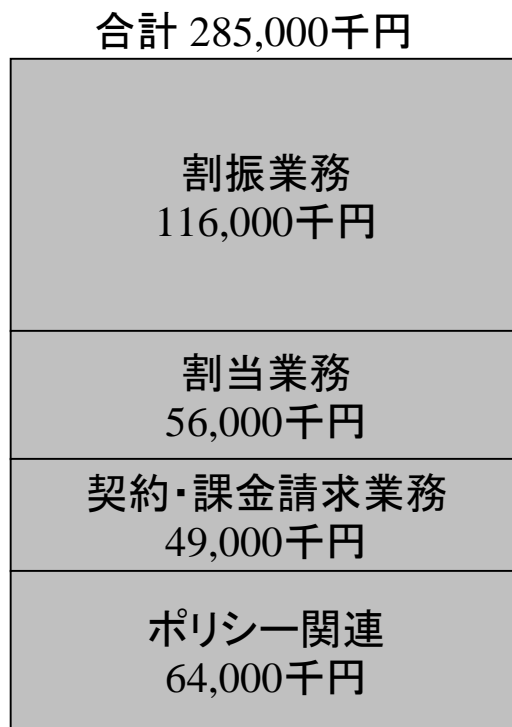 合計 285,000千円
割振業務
116,000千円
割当業務
56,000千円
契約・課金請求業務
49,000千円
ポリシー関連
64,000千円